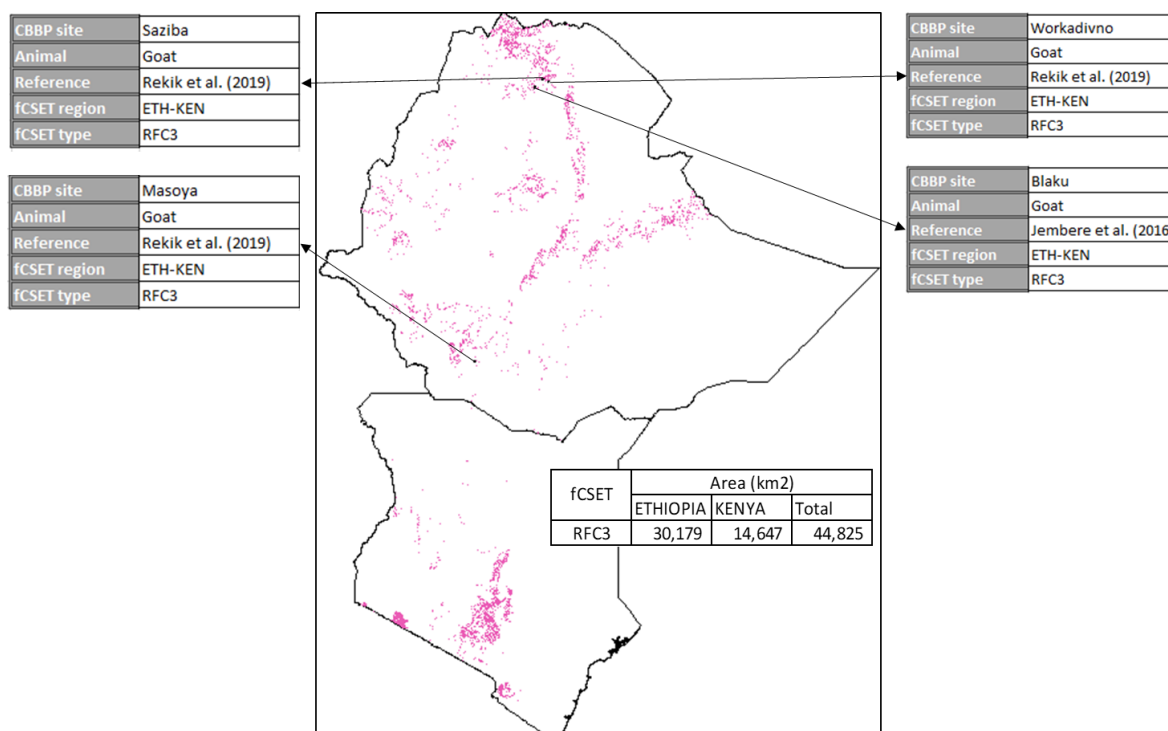 CBBP site Saziba
Animal Goat
Reference Rekik et al. (2019)
fCSET region ETH-KEN
fCSET type RFC3
CBBP site Workadivno
Animal Goat
Reference Rekik et al. (2019)
fCSET region ETH-KEN
fCSET type RFC3
CBBP site Masoya
Animal Goat
Reference Rekik et al. (2019)
fCSET region ETH-KEN
fCSET type RFC3
CBBP site Blaku
Animal Goat
Reference Jembere et al. (2016
fCSET region ETH-KEN
fCSET type RFC3
fCSET Area (km2)
ETHIOPIA KENYA Total
RFC3 30,179 14,647 44,825